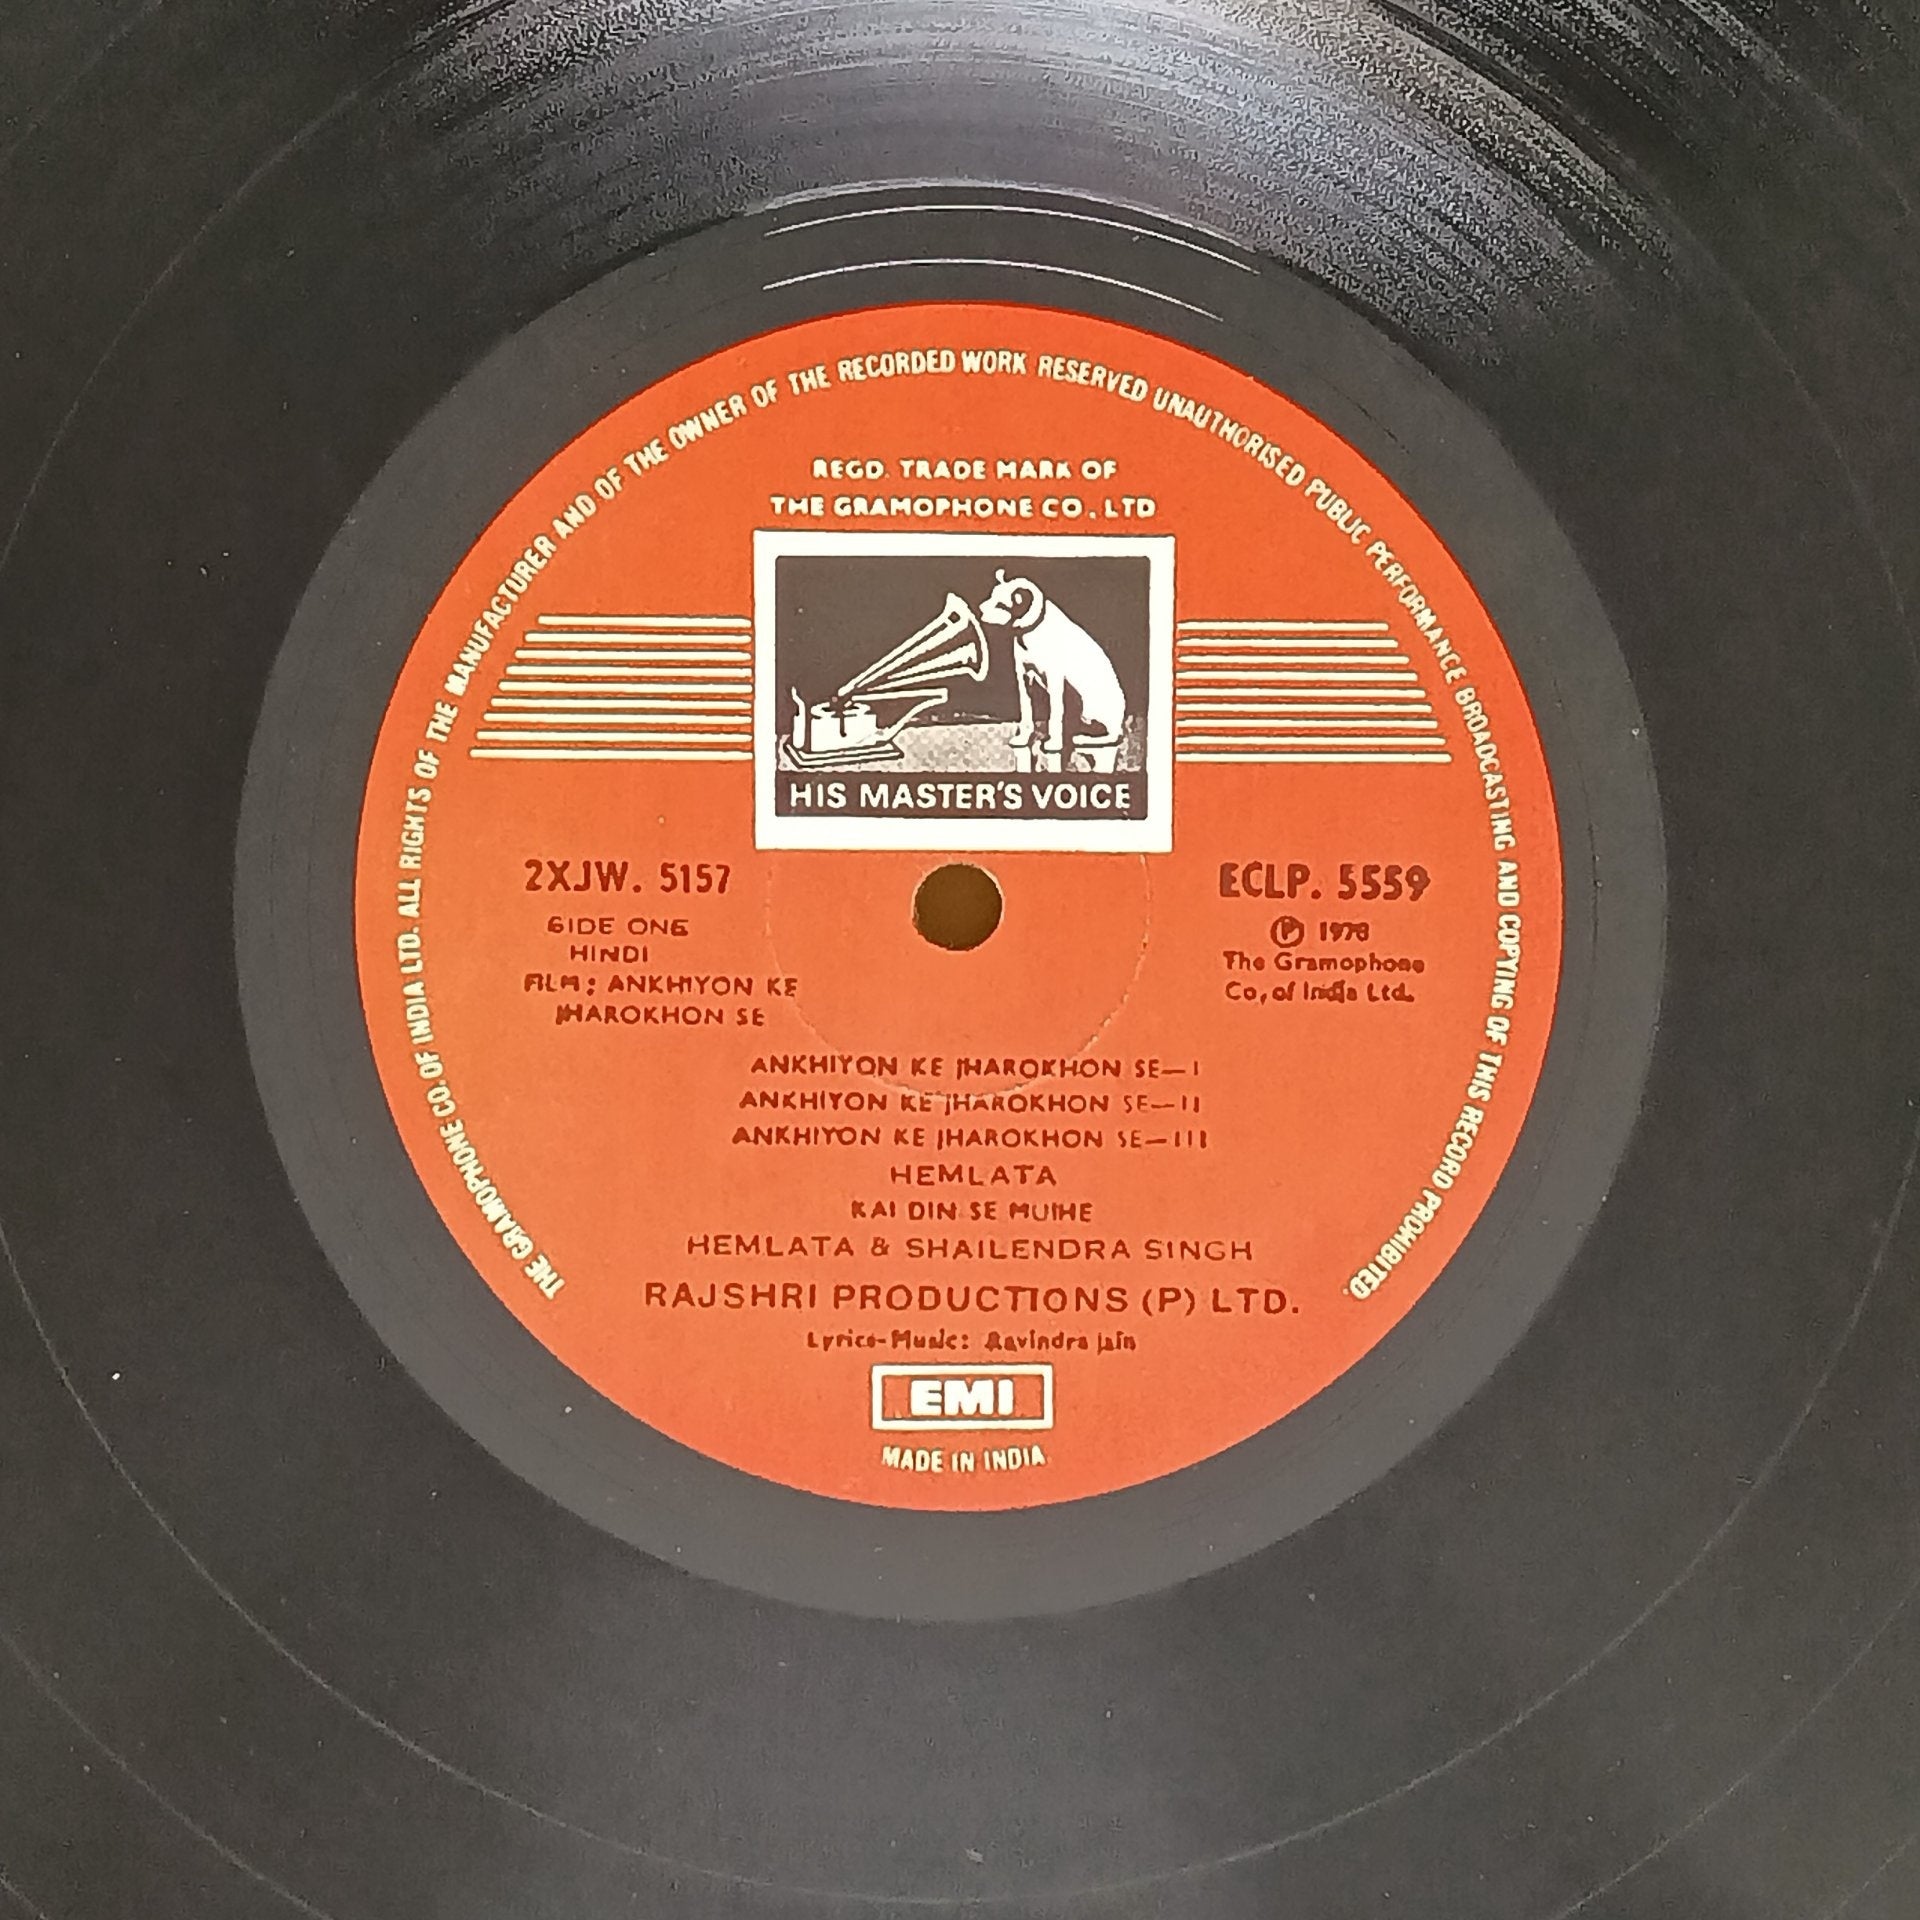 THE GRAMOPHONE CO. OF INDIA LTD. ALL RIGHTS OF THE MANUFACTURER AND OF THE OWNER OF THE RECORDED WORK RESERVED UNAUTHORISED PUBLIC PERFORMANCE BROADCASTING AND COPYING OF THIS RECORD PROHIBITED.
REGD. TRADE MARK OF
THE GRAMOPHONE CO. LTD
HIS MASTER'S VOICE
2XJW. 5157
SIDE ONE
HINDI
FILM : ANKHIYON KE
JHAROKHON SE
ECLP. 5559
℗ 1978
The Gramophone
Co, of India Ltd.
ANKHIYON KE JHAROKHON SE—I
ANKHIYON KE JHAROKHON SE—II
ANKHIYON KE JHAROKHON SE—III
HEMLATA
KAI DIN SE MUJHE
HEMLATA & SHAILENDRA SINGH
RAJSHRI PRODUCTIONS (P) LTD.
Lyrics-Music: Ravindra Jain
EMI
MADE IN INDIA